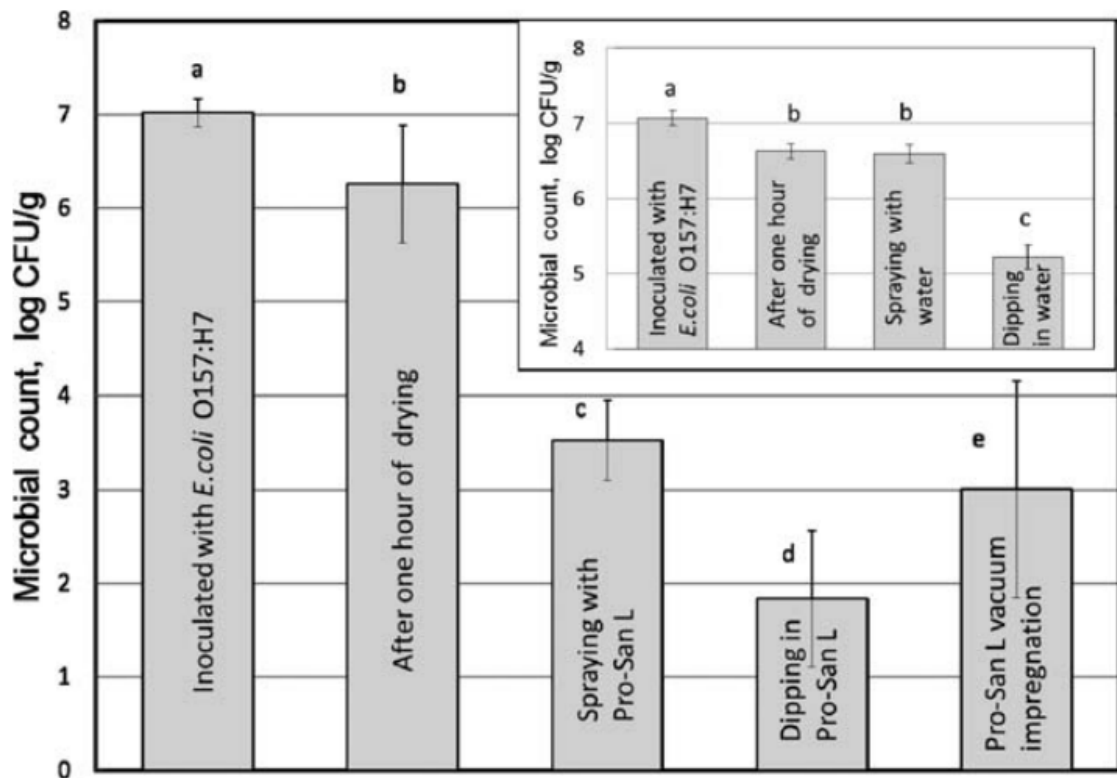 Microbial count, log CFU/g
8
7
6
5
4
3
2
1
0
a
Inoculated with E.coli O157:H7
b
After one hour of drying
c
Spraying with
Pro-San L
d
Dipping in
Pro-San L
e
Pro-San L vacuum
impregnation
Microbial count, log CFU/g
8
7
6
5
4
a
Inoculated with
E.coli O157:H7
b
After one hour
of drying
b
Spraying with
water
c
Dipping
in water